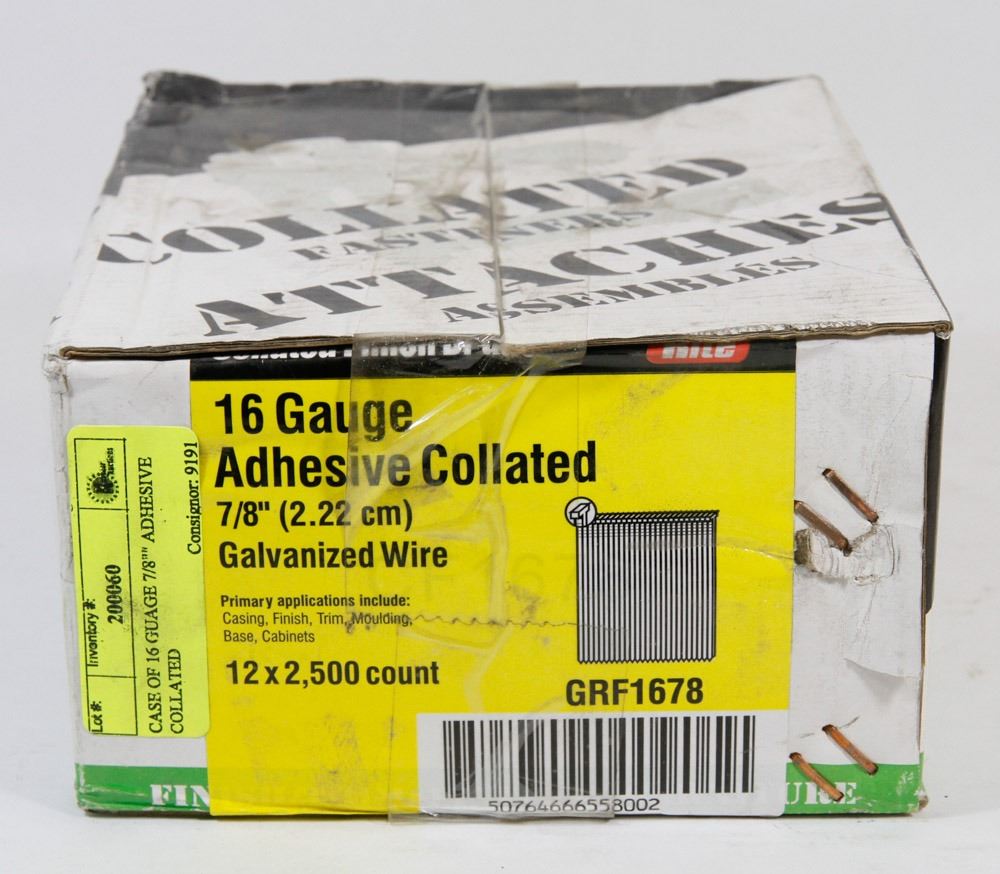 COLLATED
FASTENERS
ATTACHES
ASSEMBLÉS
16 Gauge
Adhesive Collated
7/8" (2.22 cm)
Galvanized Wire
Primary applications include:
Casing, Finish, Trim, Moulding,
Base, Cabinets
12 x 2,500 count
GRF1678
50764666558002
Lot #:
Inventory #:
200060
CASE OF 16 GUAGE 7/8"" ADHESIVE
COLLATED
Consignor: 9191